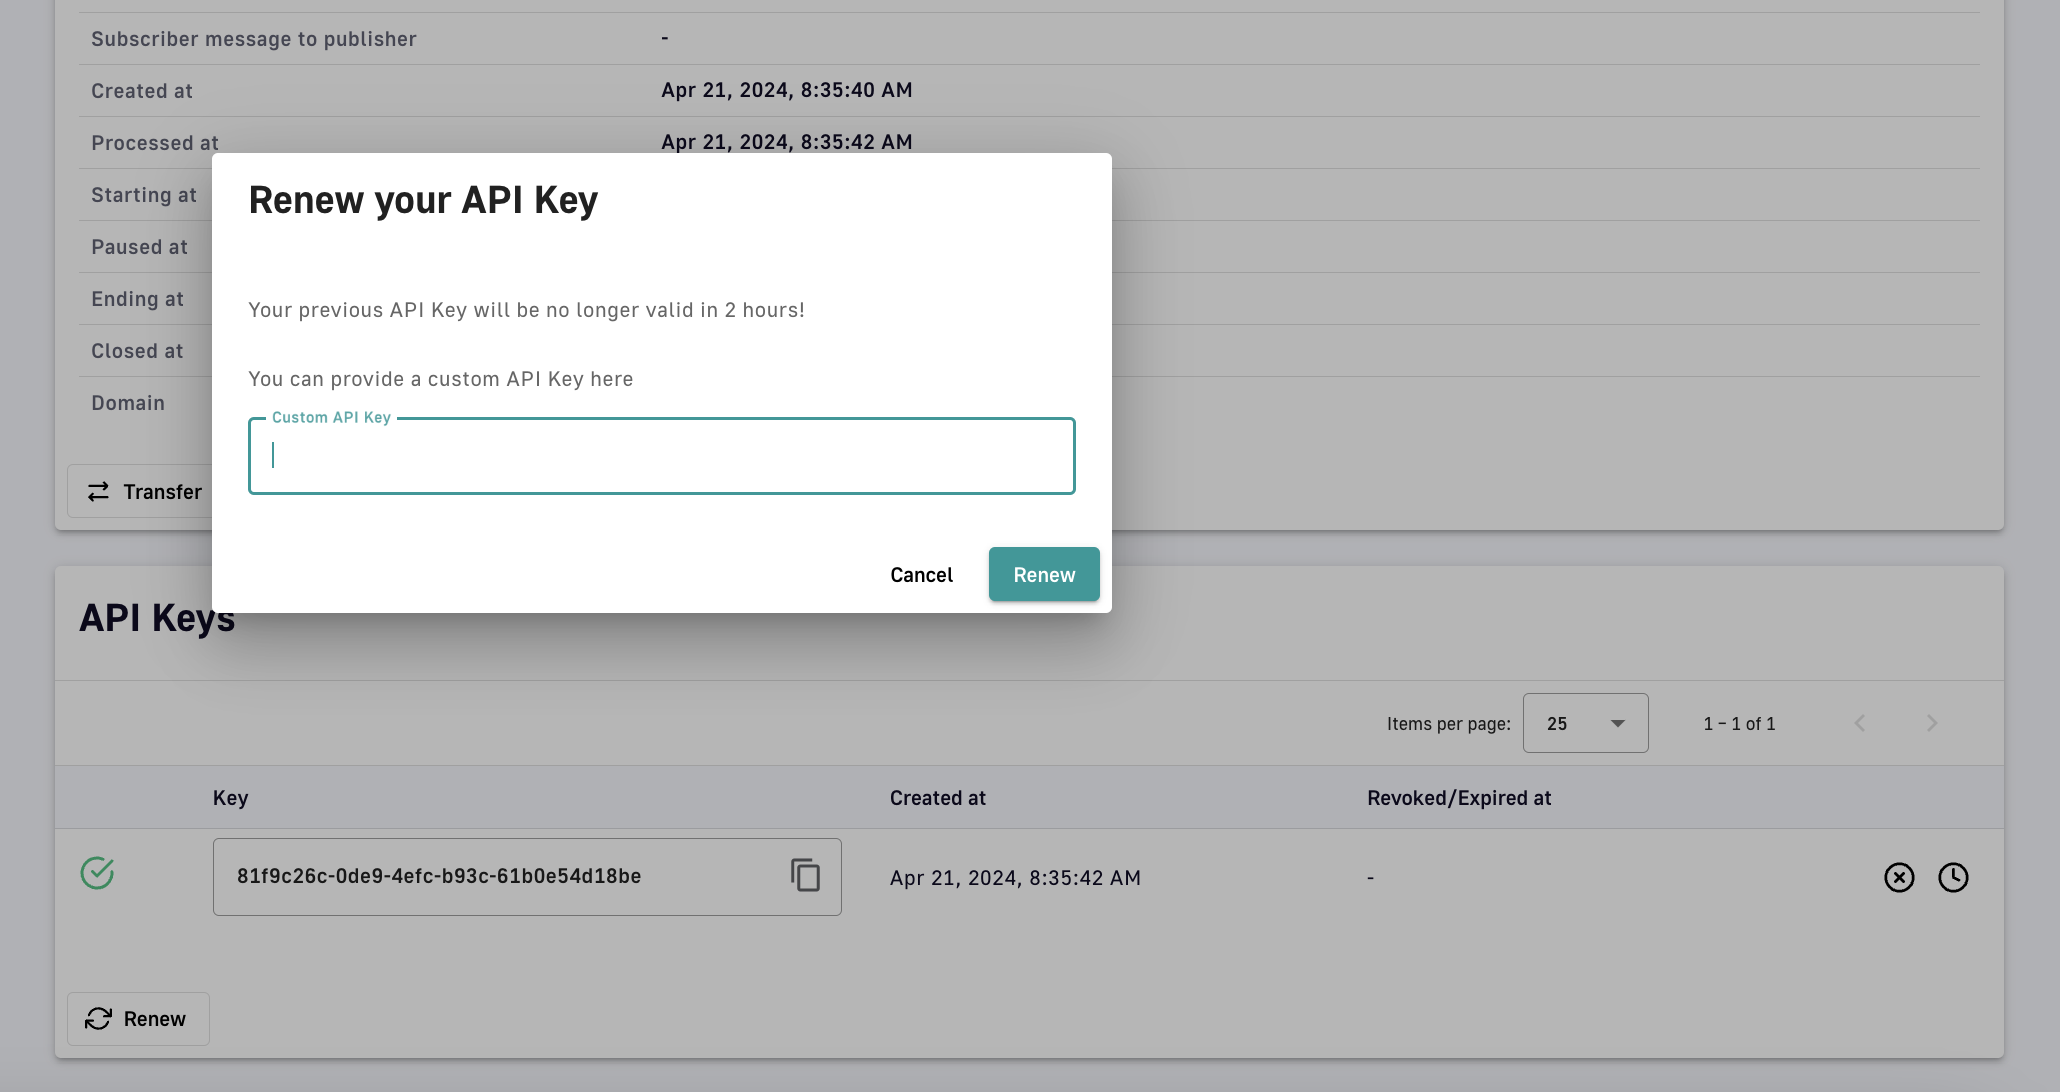 Subscriber message to publisher -
Created at Apr 21, 2024, 8:35:40 AM
Processed at Apr 21, 2024, 8:35:42 AM
Starting at
Paused at
Ending at
Closed at
Domain
Transfer
Renew your API Key
Your previous API Key will be no longer valid in 2 hours!
You can provide a custom API Key here
Custom API Key
Cancel Renew
API Keys
Items per page: 25 1 – 1 of 1
Key Created at Revoked/Expired at
81f9c26c-0de9-4efc-b93c-61b0e54d18be Apr 21, 2024, 8:35:42 AM -
Renew